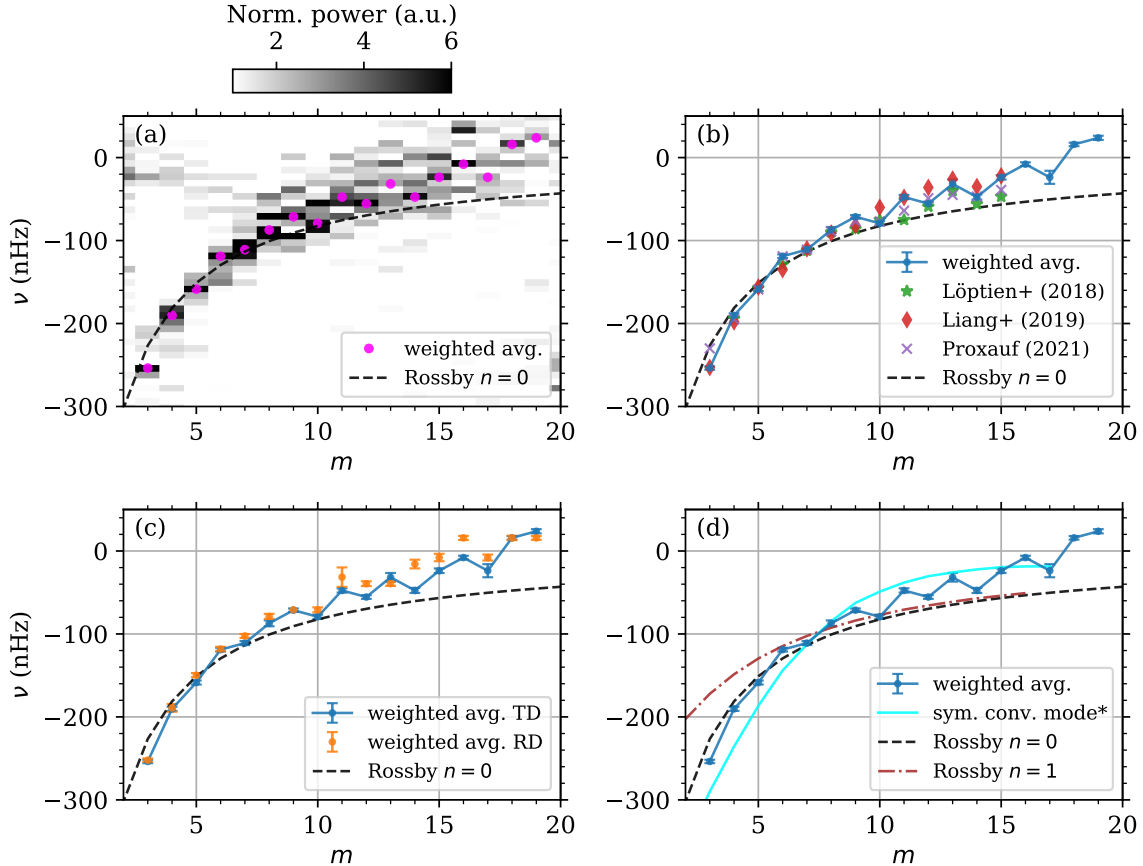 Norm. power (a.u.)
2 4 6
(a)
0
−100
−200
−300
ν (nHz)
weighted avg.
Rossby n = 0
5 10 15 20
m
(b)
0
−100
−200
−300
ν (nHz)
weighted avg.
Löptien+ (2018)
Liang+ (2019)
Proxauf (2021)
Rossby n = 0
5 10 15 20
m
(c)
0
−100
−200
−300
ν (nHz)
weighted avg. TD
weighted avg. RD
Rossby n = 0
5 10 15 20
m
(d)
0
−100
−200
−300
ν (nHz)
weighted avg.
sym. conv. mode*
Rossby n = 0
Rossby n = 1
5 10 15 20
m